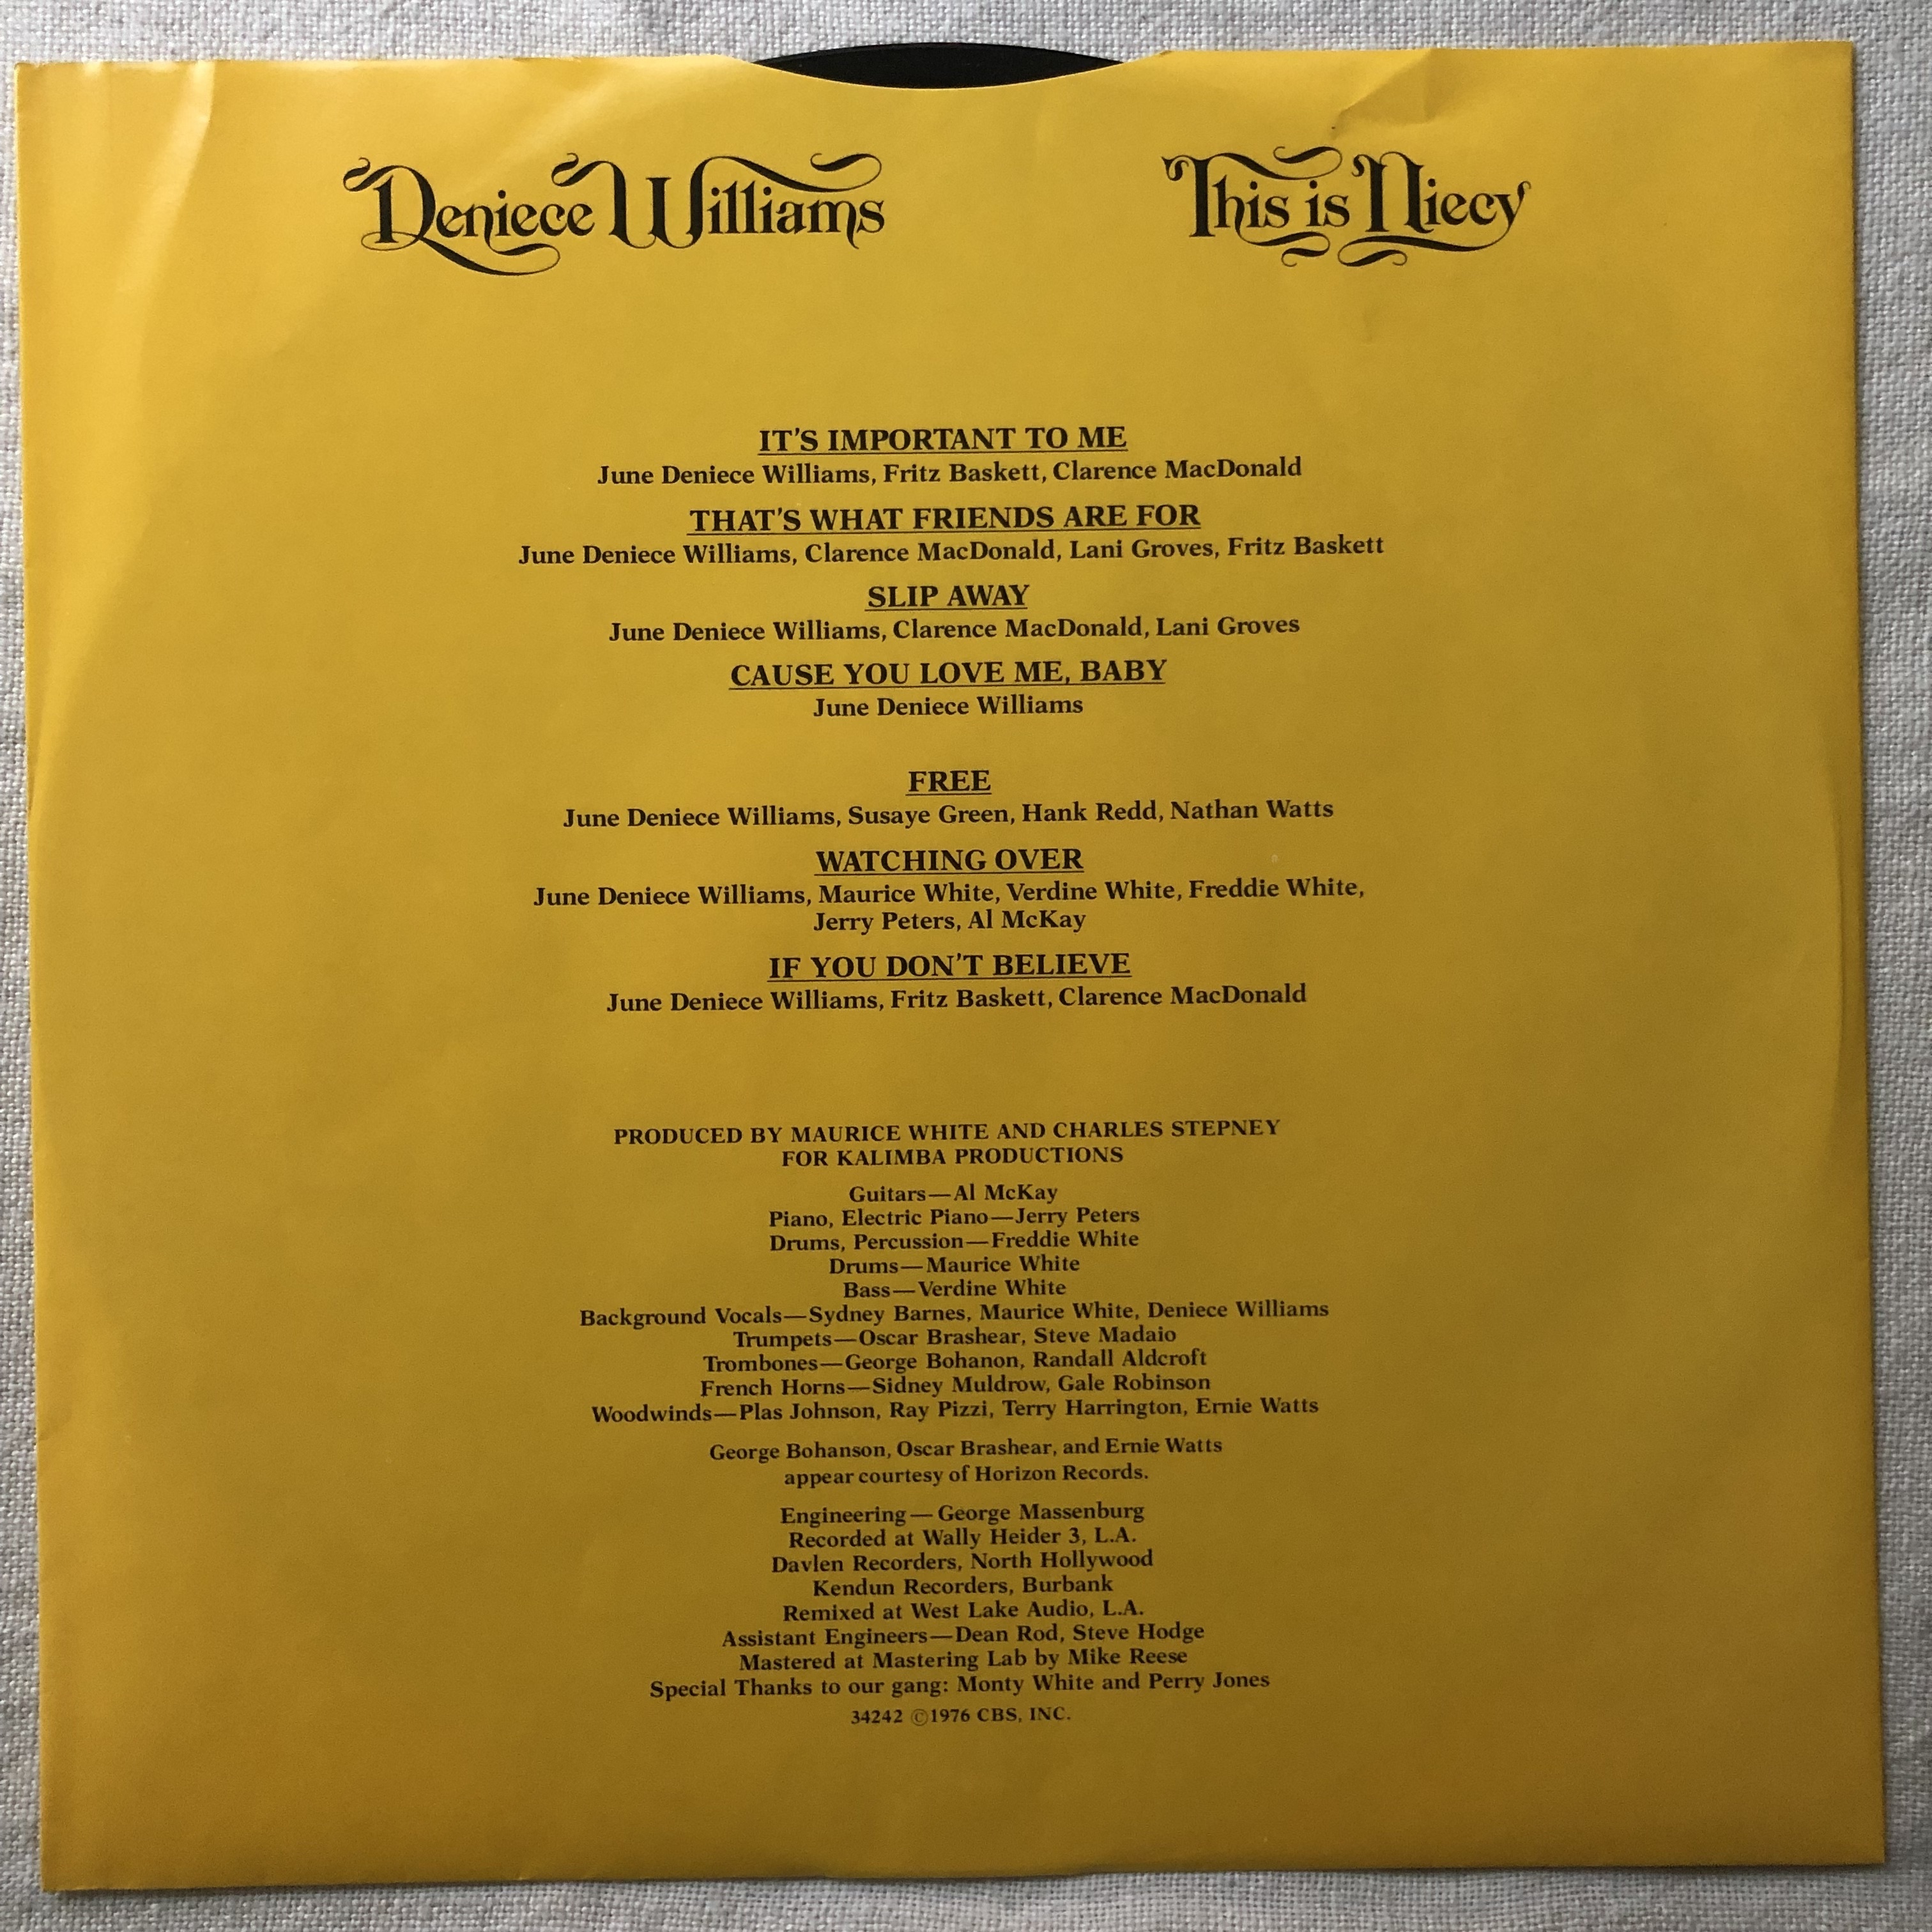 Deniece Williams
This is Niecy
IT'S IMPORTANT TO ME
June Deniece Williams, Fritz Baskett, Clarence MacDonald
THAT'S WHAT FRIENDS ARE FOR
June Deniece Williams, Clarence MacDonald, Lani Groves, Fritz Baskett
SLIP AWAY
June Deniece Williams, Clarence MacDonald, Lani Groves
CAUSE YOU LOVE ME, BABY
June Deniece Williams
FREE
June Deniece Williams, Susaye Green, Hank Redd, Nathan Watts
WATCHING OVER
June Deniece Williams, Maurice White, Verdine White, Freddie White,
Jerry Peters, Al McKay
IF YOU DON'T BELIEVE
June Deniece Williams, Fritz Baskett, Clarence MacDonald
PRODUCED BY MAURICE WHITE AND CHARLES STEPNEY
FOR KALIMBA PRODUCTIONS
Guitars—Al McKay
Piano, Electric Piano—Jerry Peters
Drums, Percussion—Freddie White
Drums—Maurice White
Bass—Verdine White
Background Vocals—Sydney Barnes, Maurice White, Deniece Williams
Trumpets—Oscar Brashear, Steve Madaio
Trombones—George Bohanon, Randall Aldcroft
French Horns—Sidney Muldrow, Gale Robinson
Woodwinds—Plas Johnson, Ray Pizzi, Terry Harrington, Ernie Watts
George Bohanson, Oscar Brashear, and Ernie Watts
appear courtesy of Horizon Records.
Engineering — George Massenburg
Recorded at Wally Heider 3, L.A.
Davlen Recorders, North Hollywood
Kendun Recorders, Burbank
Remixed at West Lake Audio, L.A.
Assistant Engineers—Dean Rod, Steve Hodge
Mastered at Mastering Lab by Mike Reese
Special Thanks to our gang: Monty White and Perry Jones
34242 ©1976 CBS, INC.